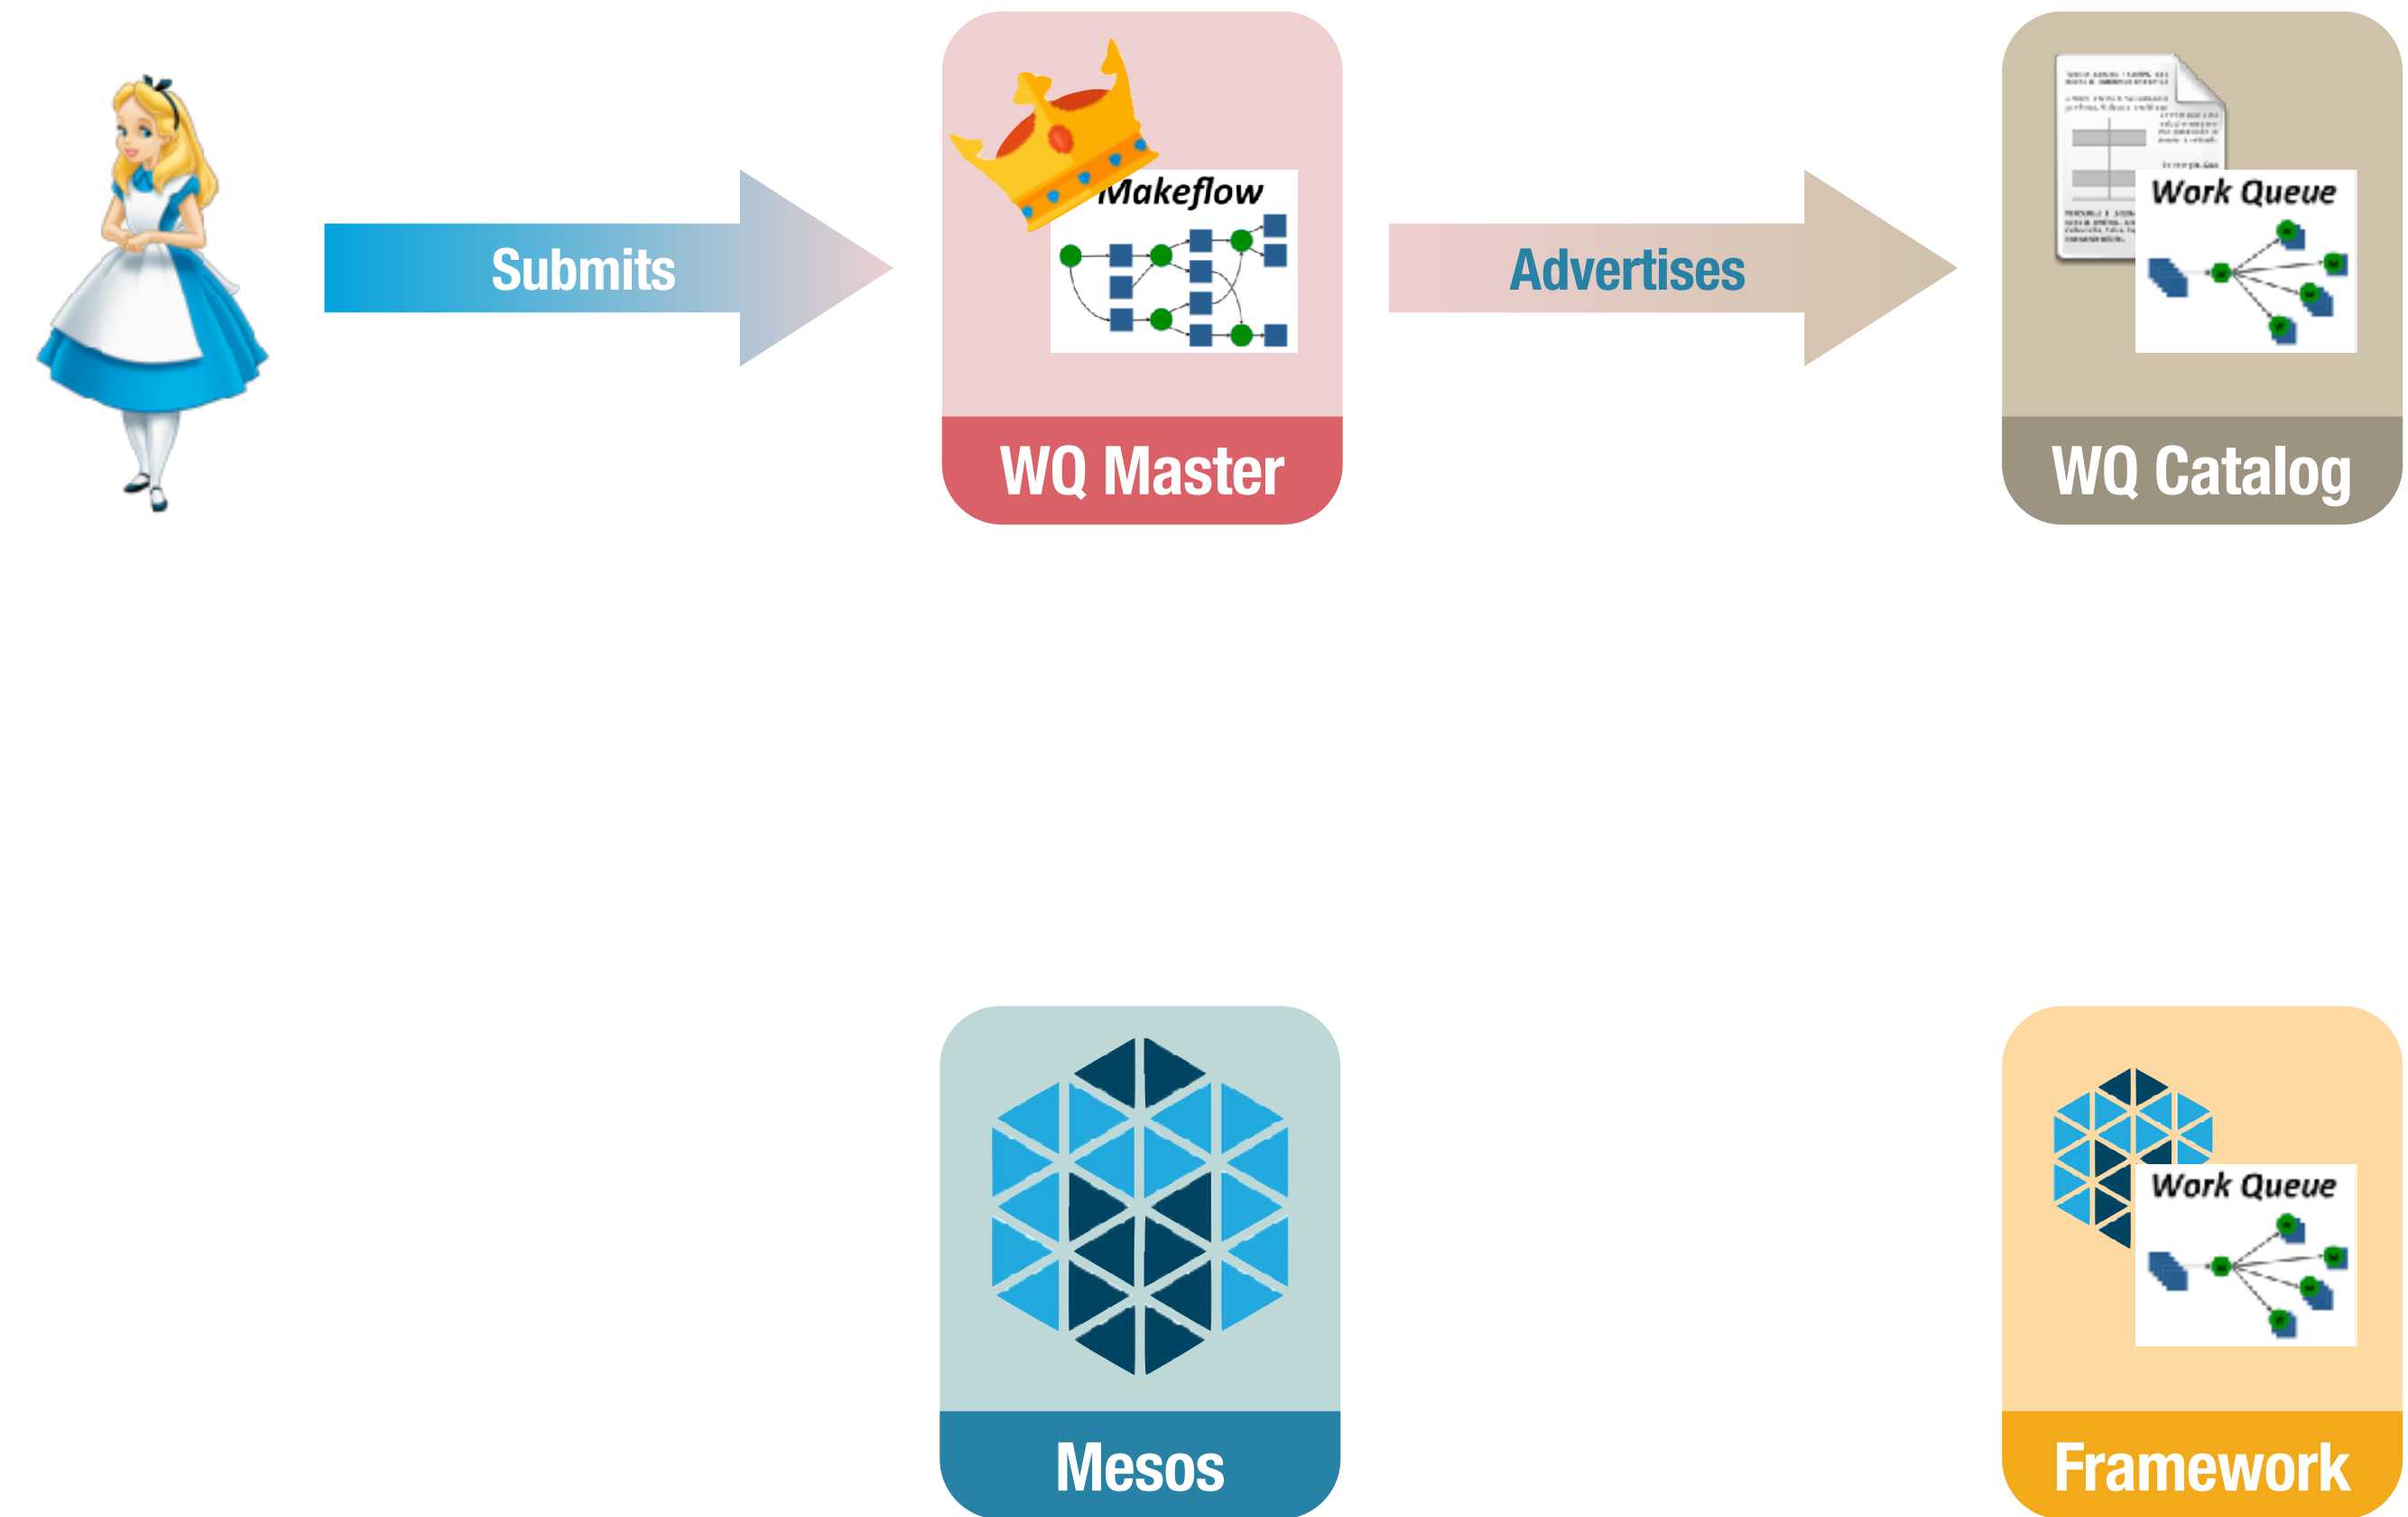 Submits
Makeflow
WQ Master
Advertises
Work Queue
WQ Catalog
Mesos
Work Queue
Framework